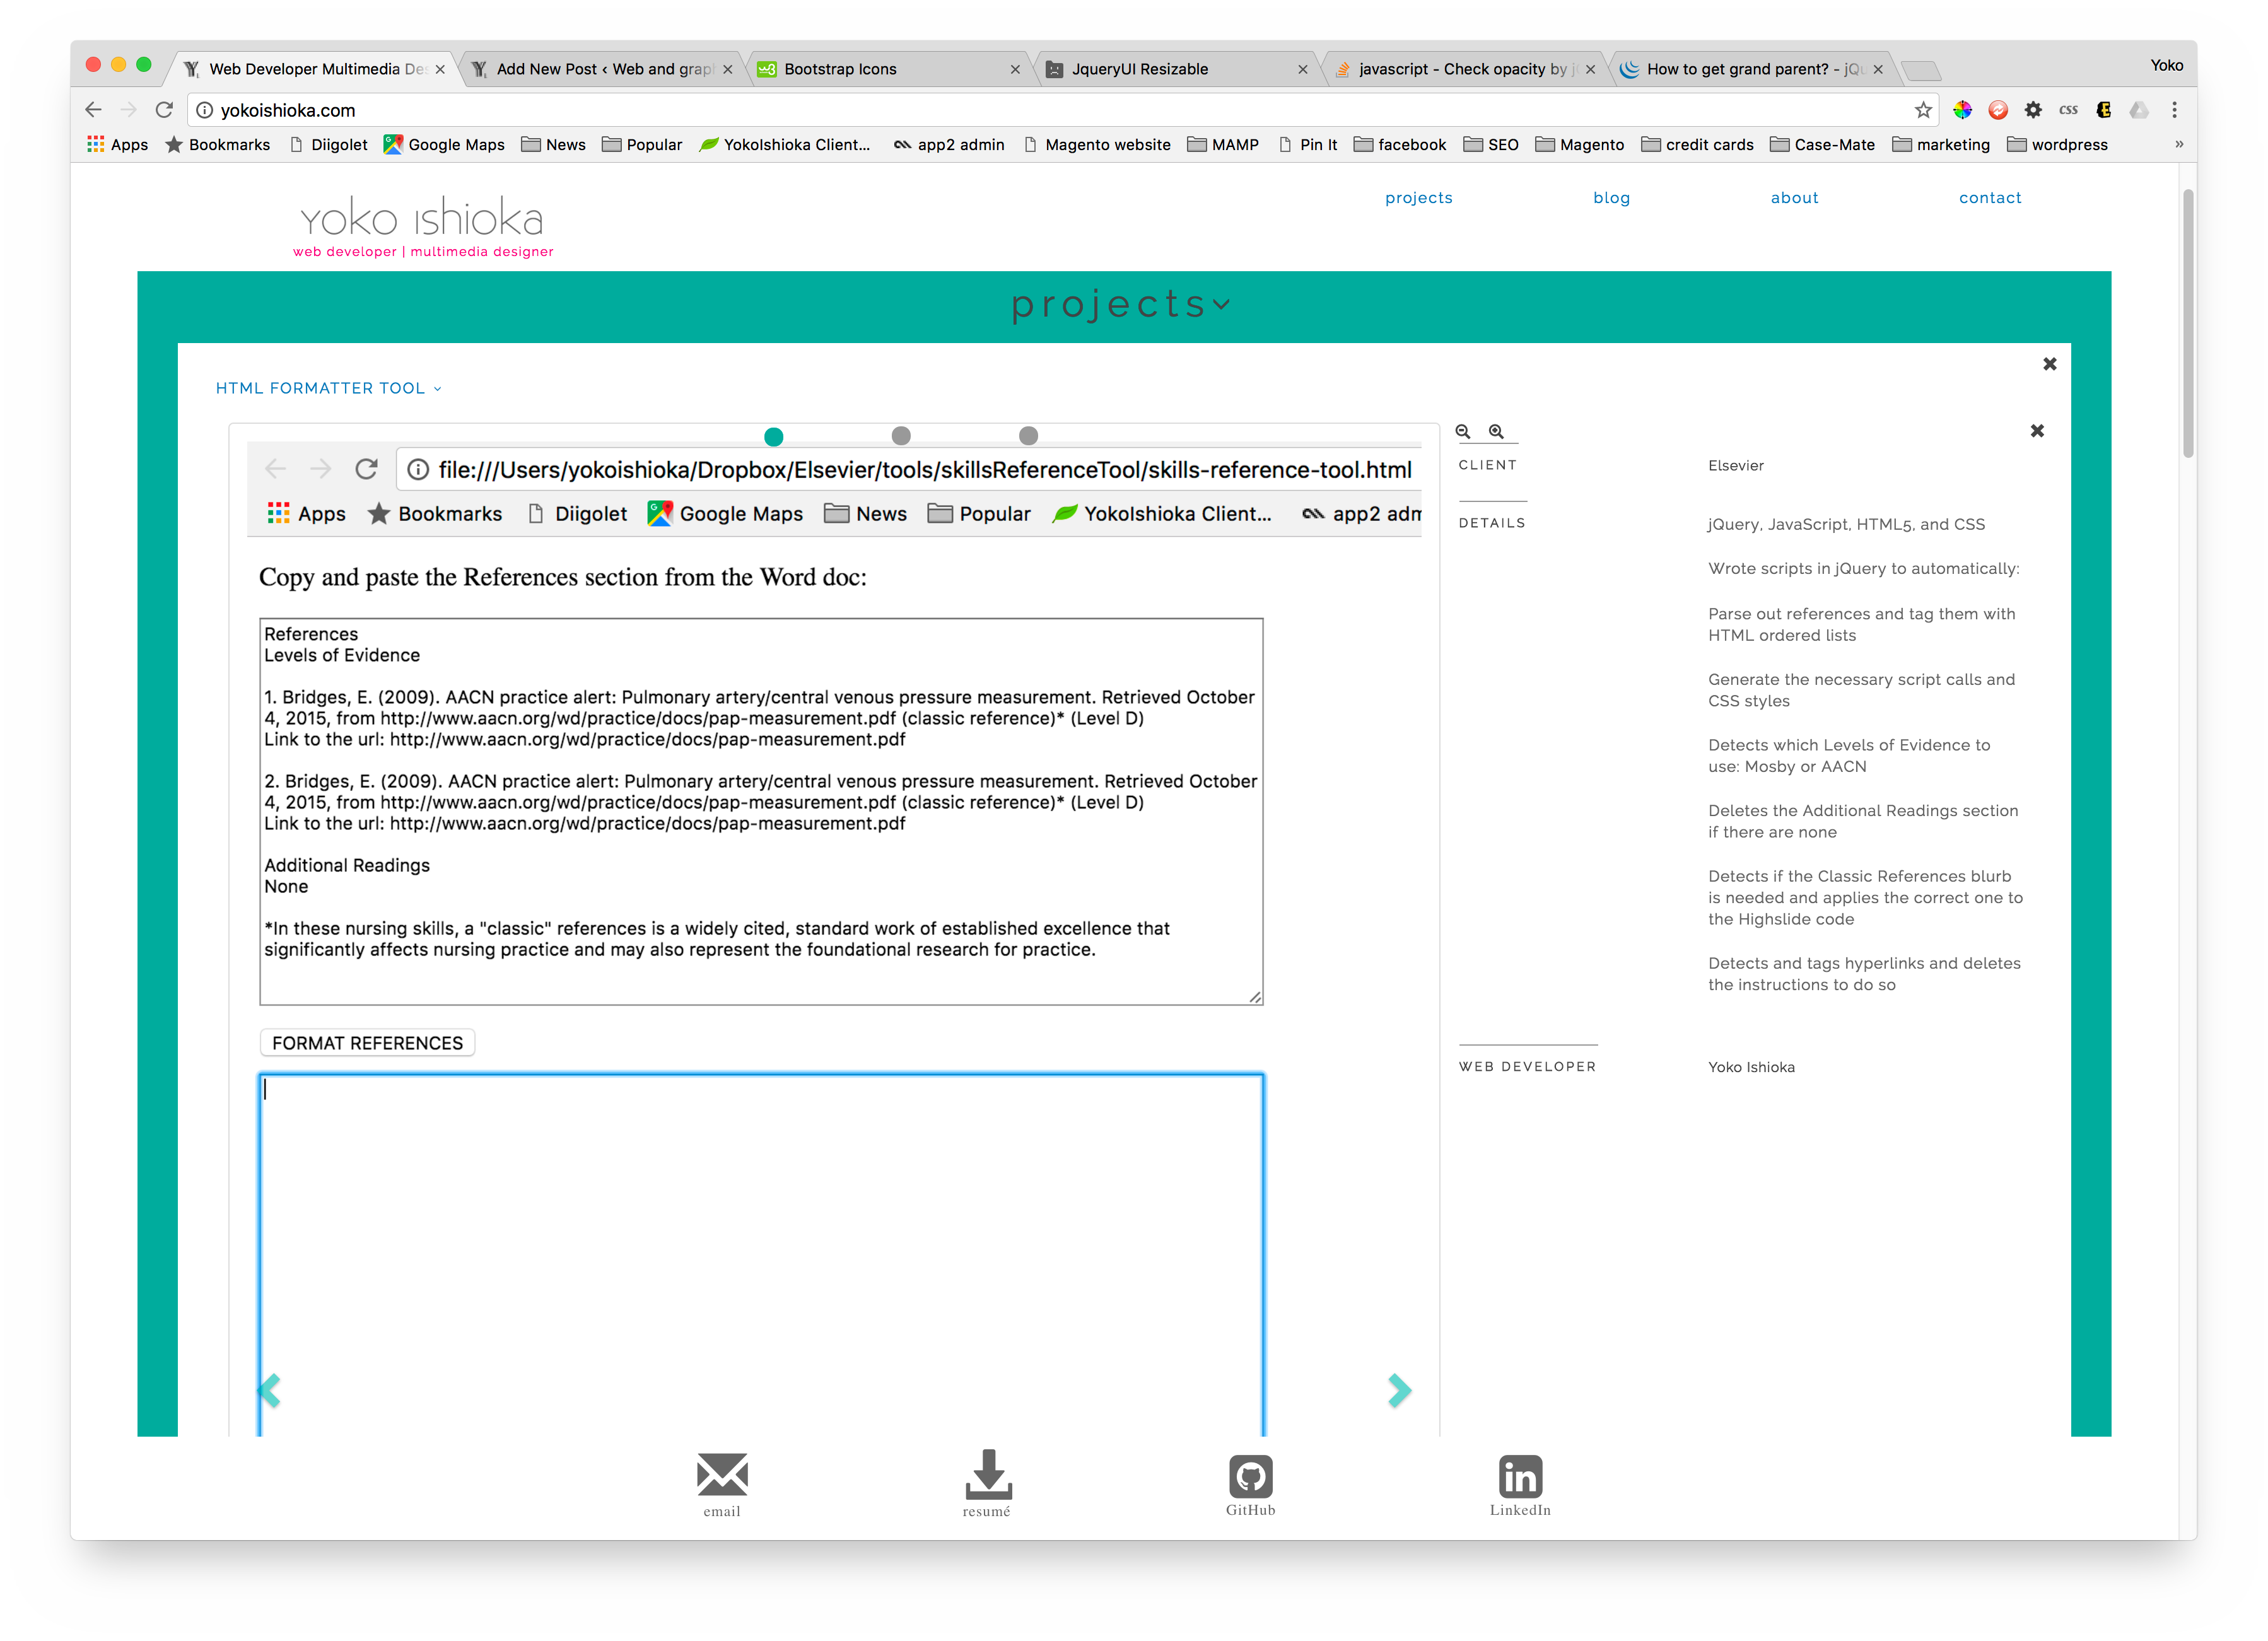 Web Developer Multimedia De
Add New Post ‹ Web and grap
Bootstrap Icons
JqueryUI Resizable
javascript - Check opacity by j
How to get grand parent? - jQu
Yoko
yokoishioka.com
CSS
Apps
Bookmarks
Diigolet
Google Maps
News
Popular
YokoIshioka Client...
app2 admin
Magento website
MAMP
Pin It
facebook
SEO
Magento
credit cards
Case-Mate
marketing
wordpress
»
yoko ishioka
web developer | multimedia designer
projects
blog
about
contact
projects
HTML FORMATTER TOOL
file:///Users/yokoishioka/Dropbox/Elsevier/tools/skillsReferenceTool/skills-reference-tool.html
Apps
Bookmarks
Diigolet
Google Maps
News
Popular
YokoIshioka Client...
app2 adm
Copy and paste the References section from the Word doc:
References
Levels of Evidence
1. Bridges, E. (2009). AACN practice alert: Pulmonary artery/central venous pressure measurement. Retrieved October
4, 2015, from http://www.aacn.org/wd/practice/docs/pap-measurement.pdf (classic reference)* (Level D)
Link to the url: http://www.aacn.org/wd/practice/docs/pap-measurement.pdf
2. Bridges, E. (2009). AACN practice alert: Pulmonary artery/central venous pressure measurement. Retrieved October
4, 2015, from http://www.aacn.org/wd/practice/docs/pap-measurement.pdf (classic reference)* (Level D)
Link to the url: http://www.aacn.org/wd/practice/docs/pap-measurement.pdf
Additional Readings
None
*In these nursing skills, a "classic" references is a widely cited, standard work of established excellence that
significantly affects nursing practice and may also represent the foundational research for practice.
FORMAT REFERENCES
CLIENT
Elsevier
DETAILS
jQuery, JavaScript, HTML5, and CSS
Wrote scripts in jQuery to automatically:
Parse out references and tag them with
HTML ordered lists
Generate the necessary script calls and
CSS styles
Detects which Levels of Evidence to
use: Mosby or AACN
Deletes the Additional Readings section
if there are none
Detects if the Classic References blurb
is needed and applies the correct one to
the Highslide code
Detects and tags hyperlinks and deletes
the instructions to do so
WEB DEVELOPER
Yoko Ishioka
email
resumé
GitHub
LinkedIn